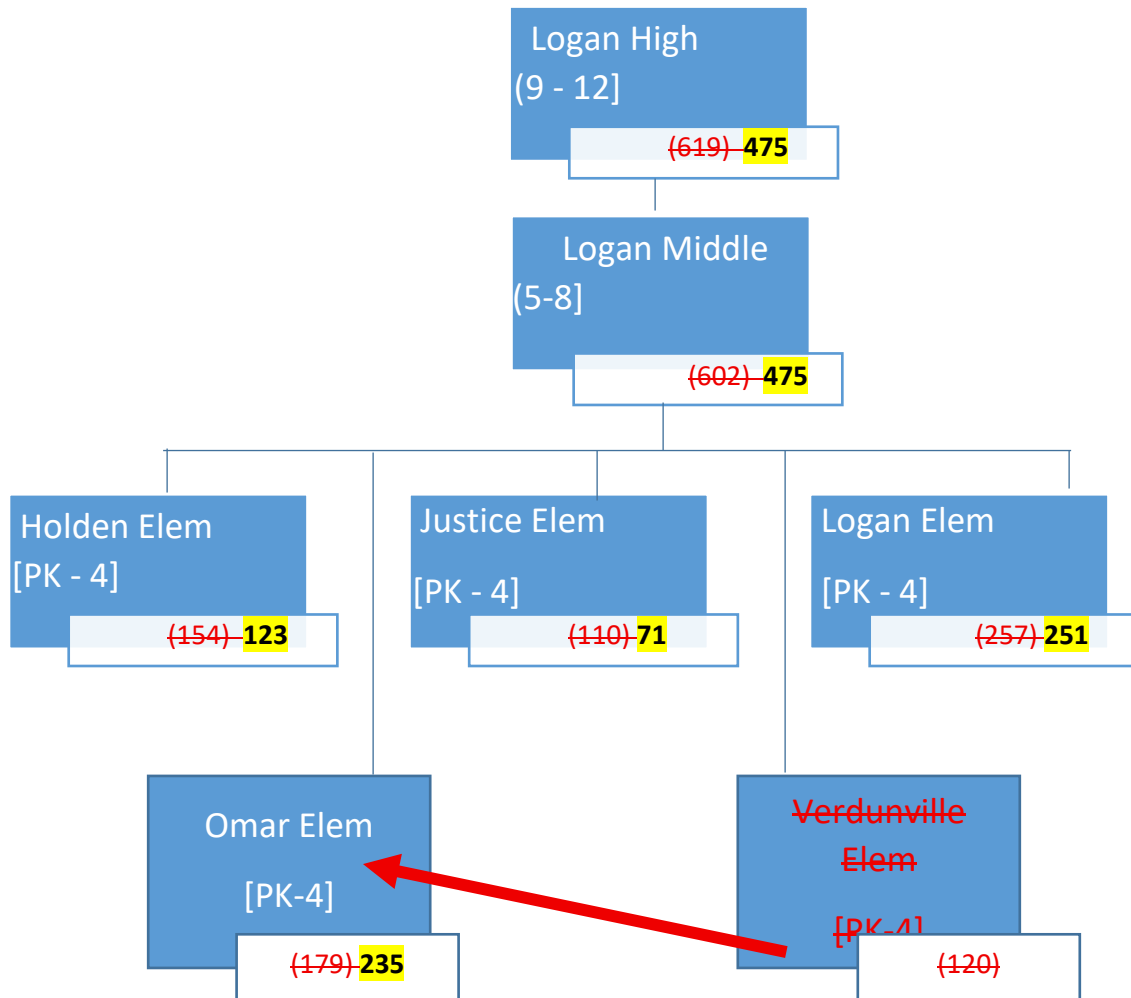 Logan High
(9 - 12]
(619) 475
Logan Middle
(5-8]
(602) 475
Holden Elem
[PK - 4]
(154) 123
Justice Elem
[PK - 4]
(110) 71
Logan Elem
[PK - 4]
(257) 251
Omar Elem
[PK-4]
(179) 235
Verdunville
Elem
[PK-4]
(120)